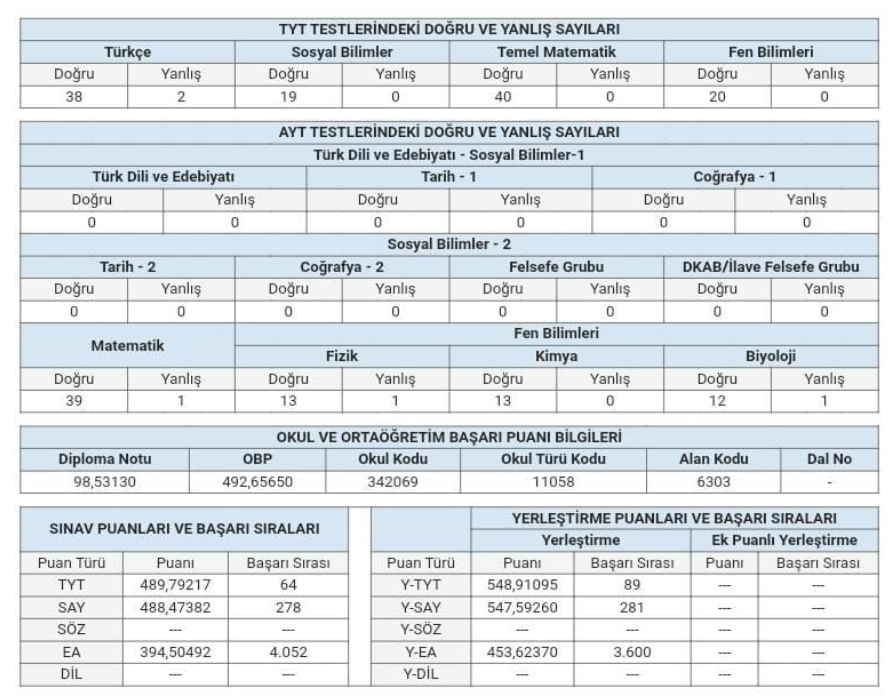 TYT TESTLERİNDEKİ DOĞRU VE YANLIŞ SAYILARI
Türkçe Sosyal Bilimler Temel Matematik Fen Bilimleri
Doğru Yanlış Doğru Yanlış Doğru Yanlış Doğru Yanlış
38 2 19 0 40 0 20 0
AYT TESTLERİNDEKİ DOĞRU VE YANLIŞ SAYILARI
Türk Dili ve Edebiyatı - Sosyal Bilimler-1
Türk Dili ve Edebiyatı Tarih - 1 Coğrafya - 1
Doğru Yanlış Doğru Yanlış Doğru Yanlış
0 0 0 0 0 0
Sosyal Bilimler - 2
Tarih - 2 Coğrafya - 2 Felsefe Grubu DKAB/İlave Felsefe Grubu
Doğru Yanlış Doğru Yanlış Doğru Yanlış Doğru Yanlış
0 0 0 0 0 0 0 0
Matematik Fen Bilimleri
Fizik Kimya Biyoloji
Doğru Yanlış Doğru Yanlış Doğru Yanlış Doğru Yanlış
39 1 13 1 13 0 12 1
OKUL VE ORTAÖĞRETİM BAŞARI PUANI BİLGİLERİ
Diploma Notu OBP Okul Kodu Okul Türü Kodu Alan Kodu Dal No
98,53130 492,65650 342069 11058 6303 -
SINAV PUANLARI VE BAŞARI SIRALARI
Puan Türü Puanı Başarı Sırası
TYT 489,79217 64
SAY 488,47382 278
SÖZ --- ---
EA 394,50492 4.052
DİL --- ---
YERLEŞTİRME PUANLARI VE BAŞARI SIRALARI
Yerleştirme Ek Puanlı Yerleştirme
Puan Türü Puanı Başarı Sırası Puanı Başarı Sırası
Y-TYT 548,91095 89 --- ---
Y-SAY 547,59260 281 --- ---
Y-SÖZ --- --- --- ---
Y-EA 453,62370 3.600 --- ---
Y-DİL --- --- --- ---